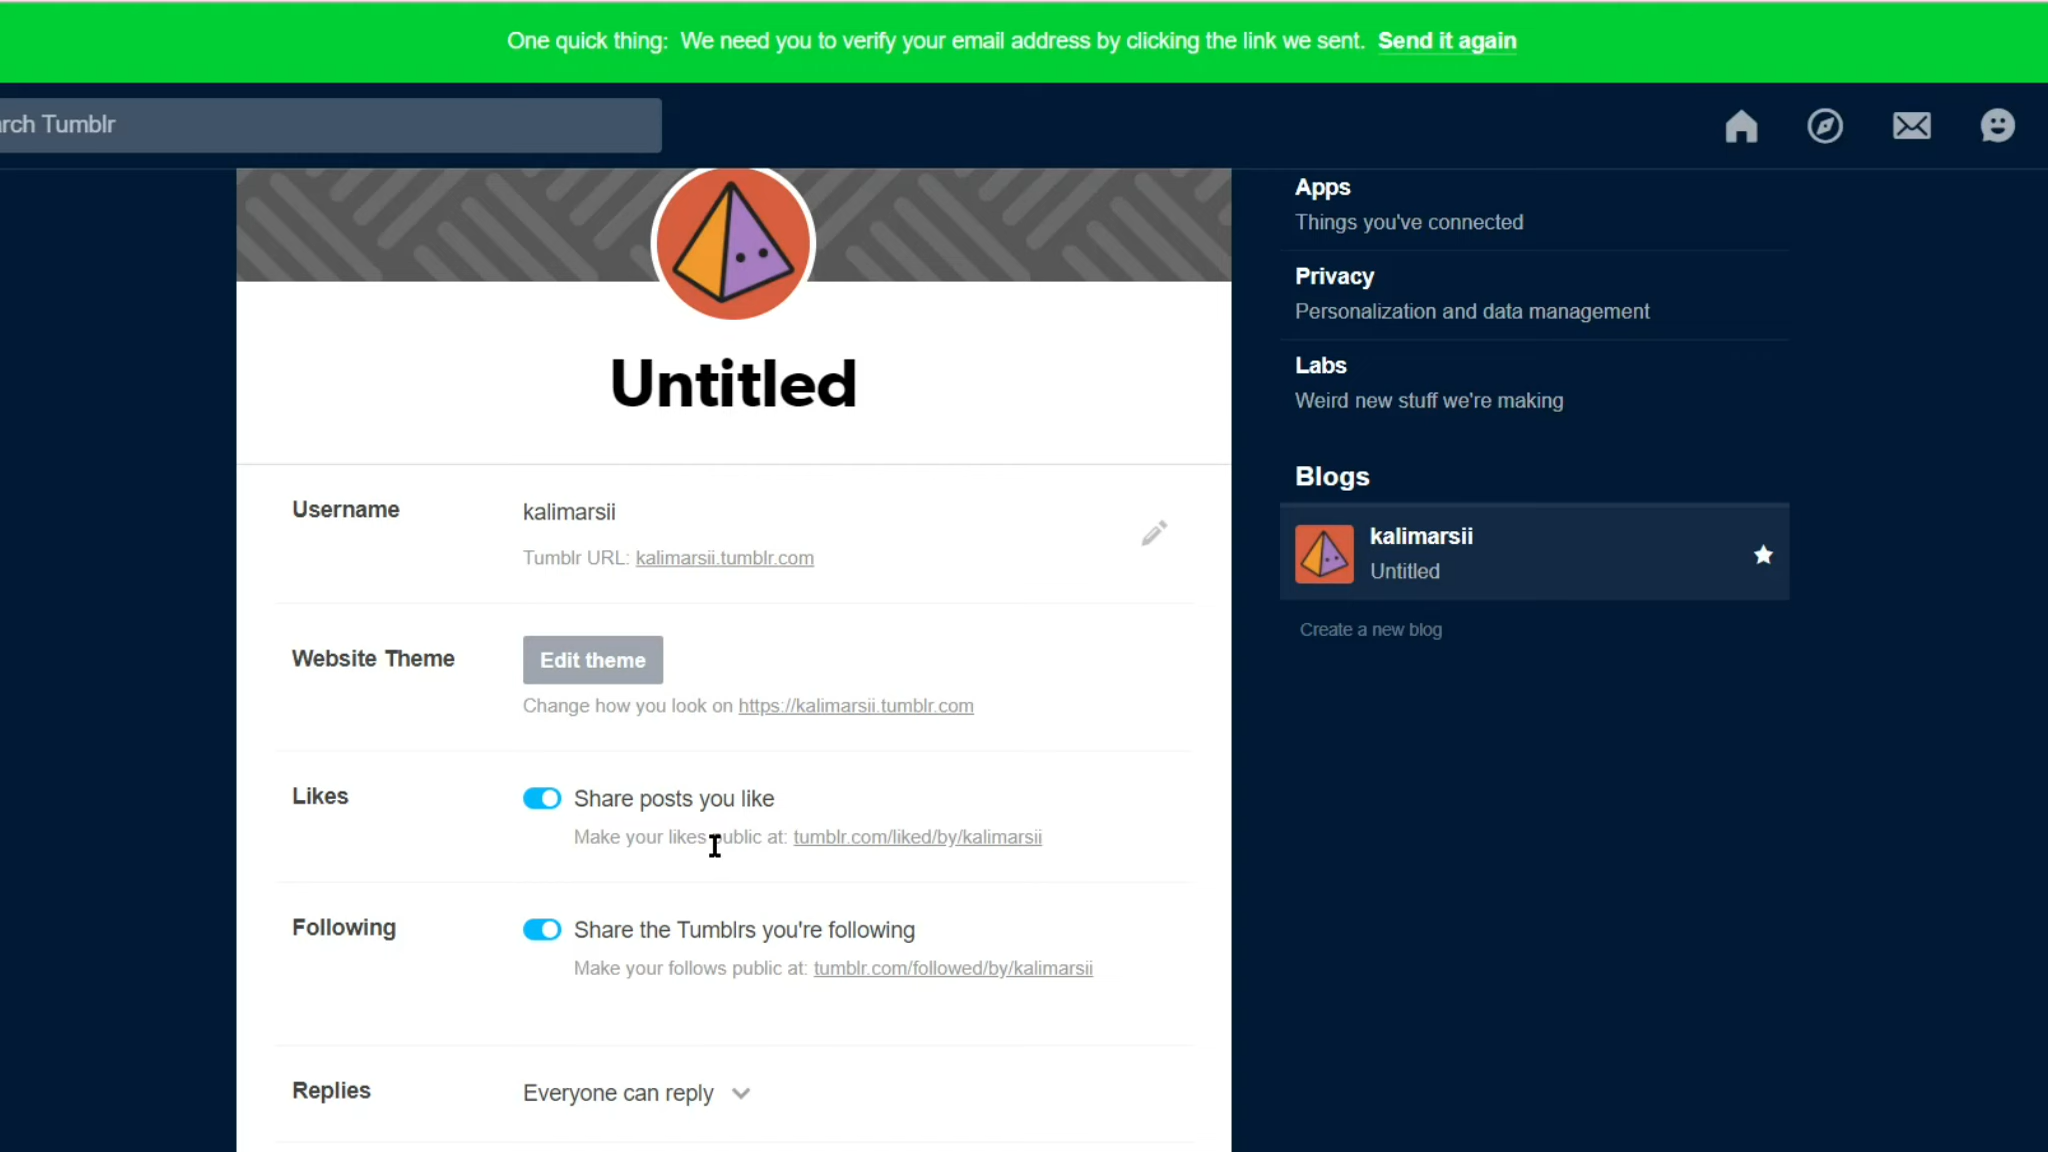 One quick thing: We need you to verify your email address by clicking the link we sent. Send it again
rch Tumblr
Untitled
Username
kalimarsii
Tumblr URL: kalimarsii.tumblr.com
Website Theme
Edit theme
Change how you look on https://kalimarsii.tumblr.com
Likes
Share posts you like
Make your likes public at: tumblr.com/liked/by/kalimarsii
Following
Share the Tumblrs you're following
Make your follows public at: tumblr.com/followed/by/kalimarsii
Replies
Everyone can reply
Apps
Things you've connected
Privacy
Personalization and data management
Labs
Weird new stuff we're making
Blogs
kalimarsii
Untitled
Create a new blog